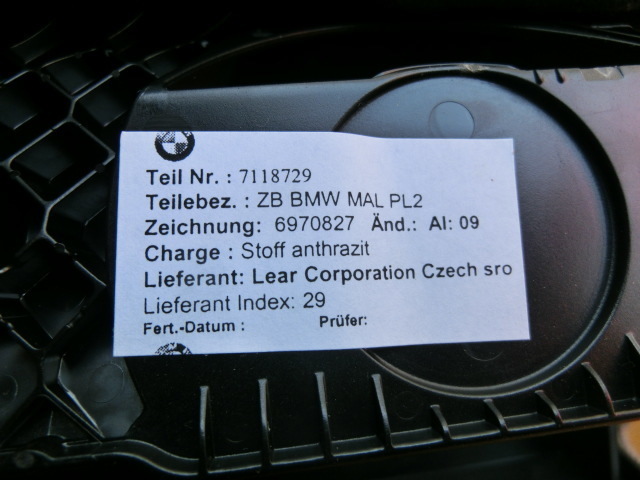 Teil Nr. : 7118729
Teilebez. : ZB BMW MAL PL2
Zeichnung: 6970827 Änd.: AI: 09
Charge : Stoff anthrazit
Lieferant: Lear Corporation Czech sro
Lieferant Index: 29
Fert.-Datum : Prüfer: